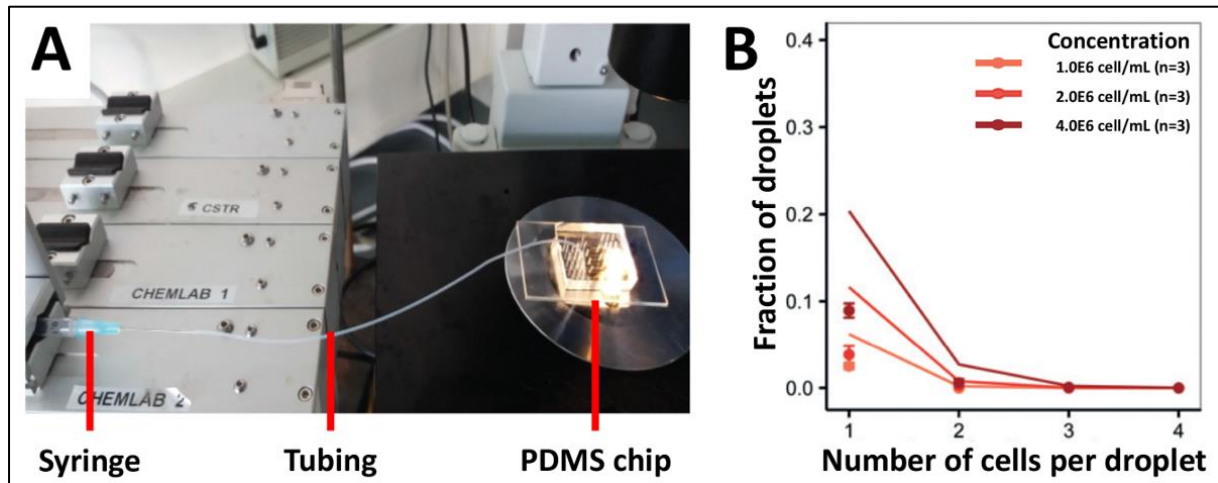 A
CSTR
CHEMLAB 1
CHEMLAB 2
Syringe
Tubing
PDMS chip
B
Fraction of droplets
0.4
0.3
0.2
0.1
0.0
Concentration
1.0E6 cell/mL (n=3)
2.0E6 cell/mL (n=3)
4.0E6 cell/mL (n=3)
1 2 3 4
Number of cells per droplet